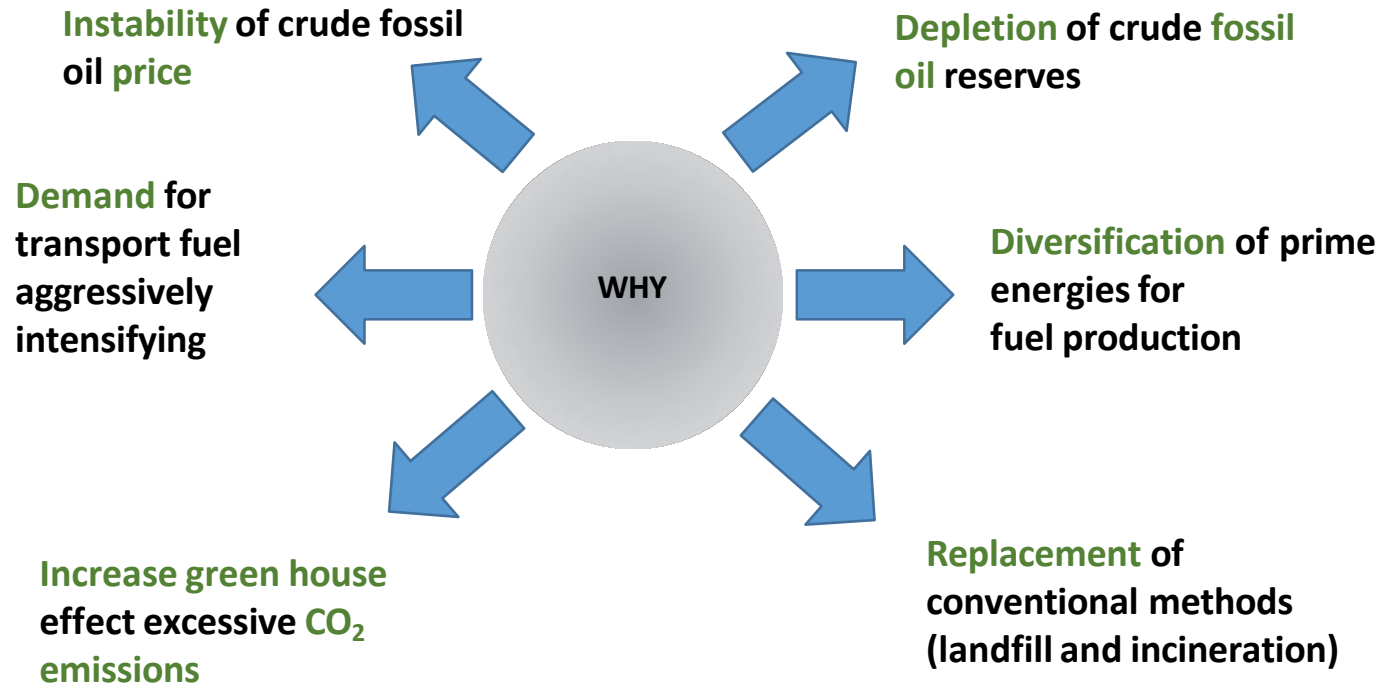 Instability of crude fossil
oil price
Depletion of crude fossil
oil reserves
Demand for
transport fuel
aggressively
intensifying
WHY
Diversification of prime
energies for
fuel production
Increase green house
effect excessive CO₂
emissions
Replacement of
conventional methods
(landfill and incineration)